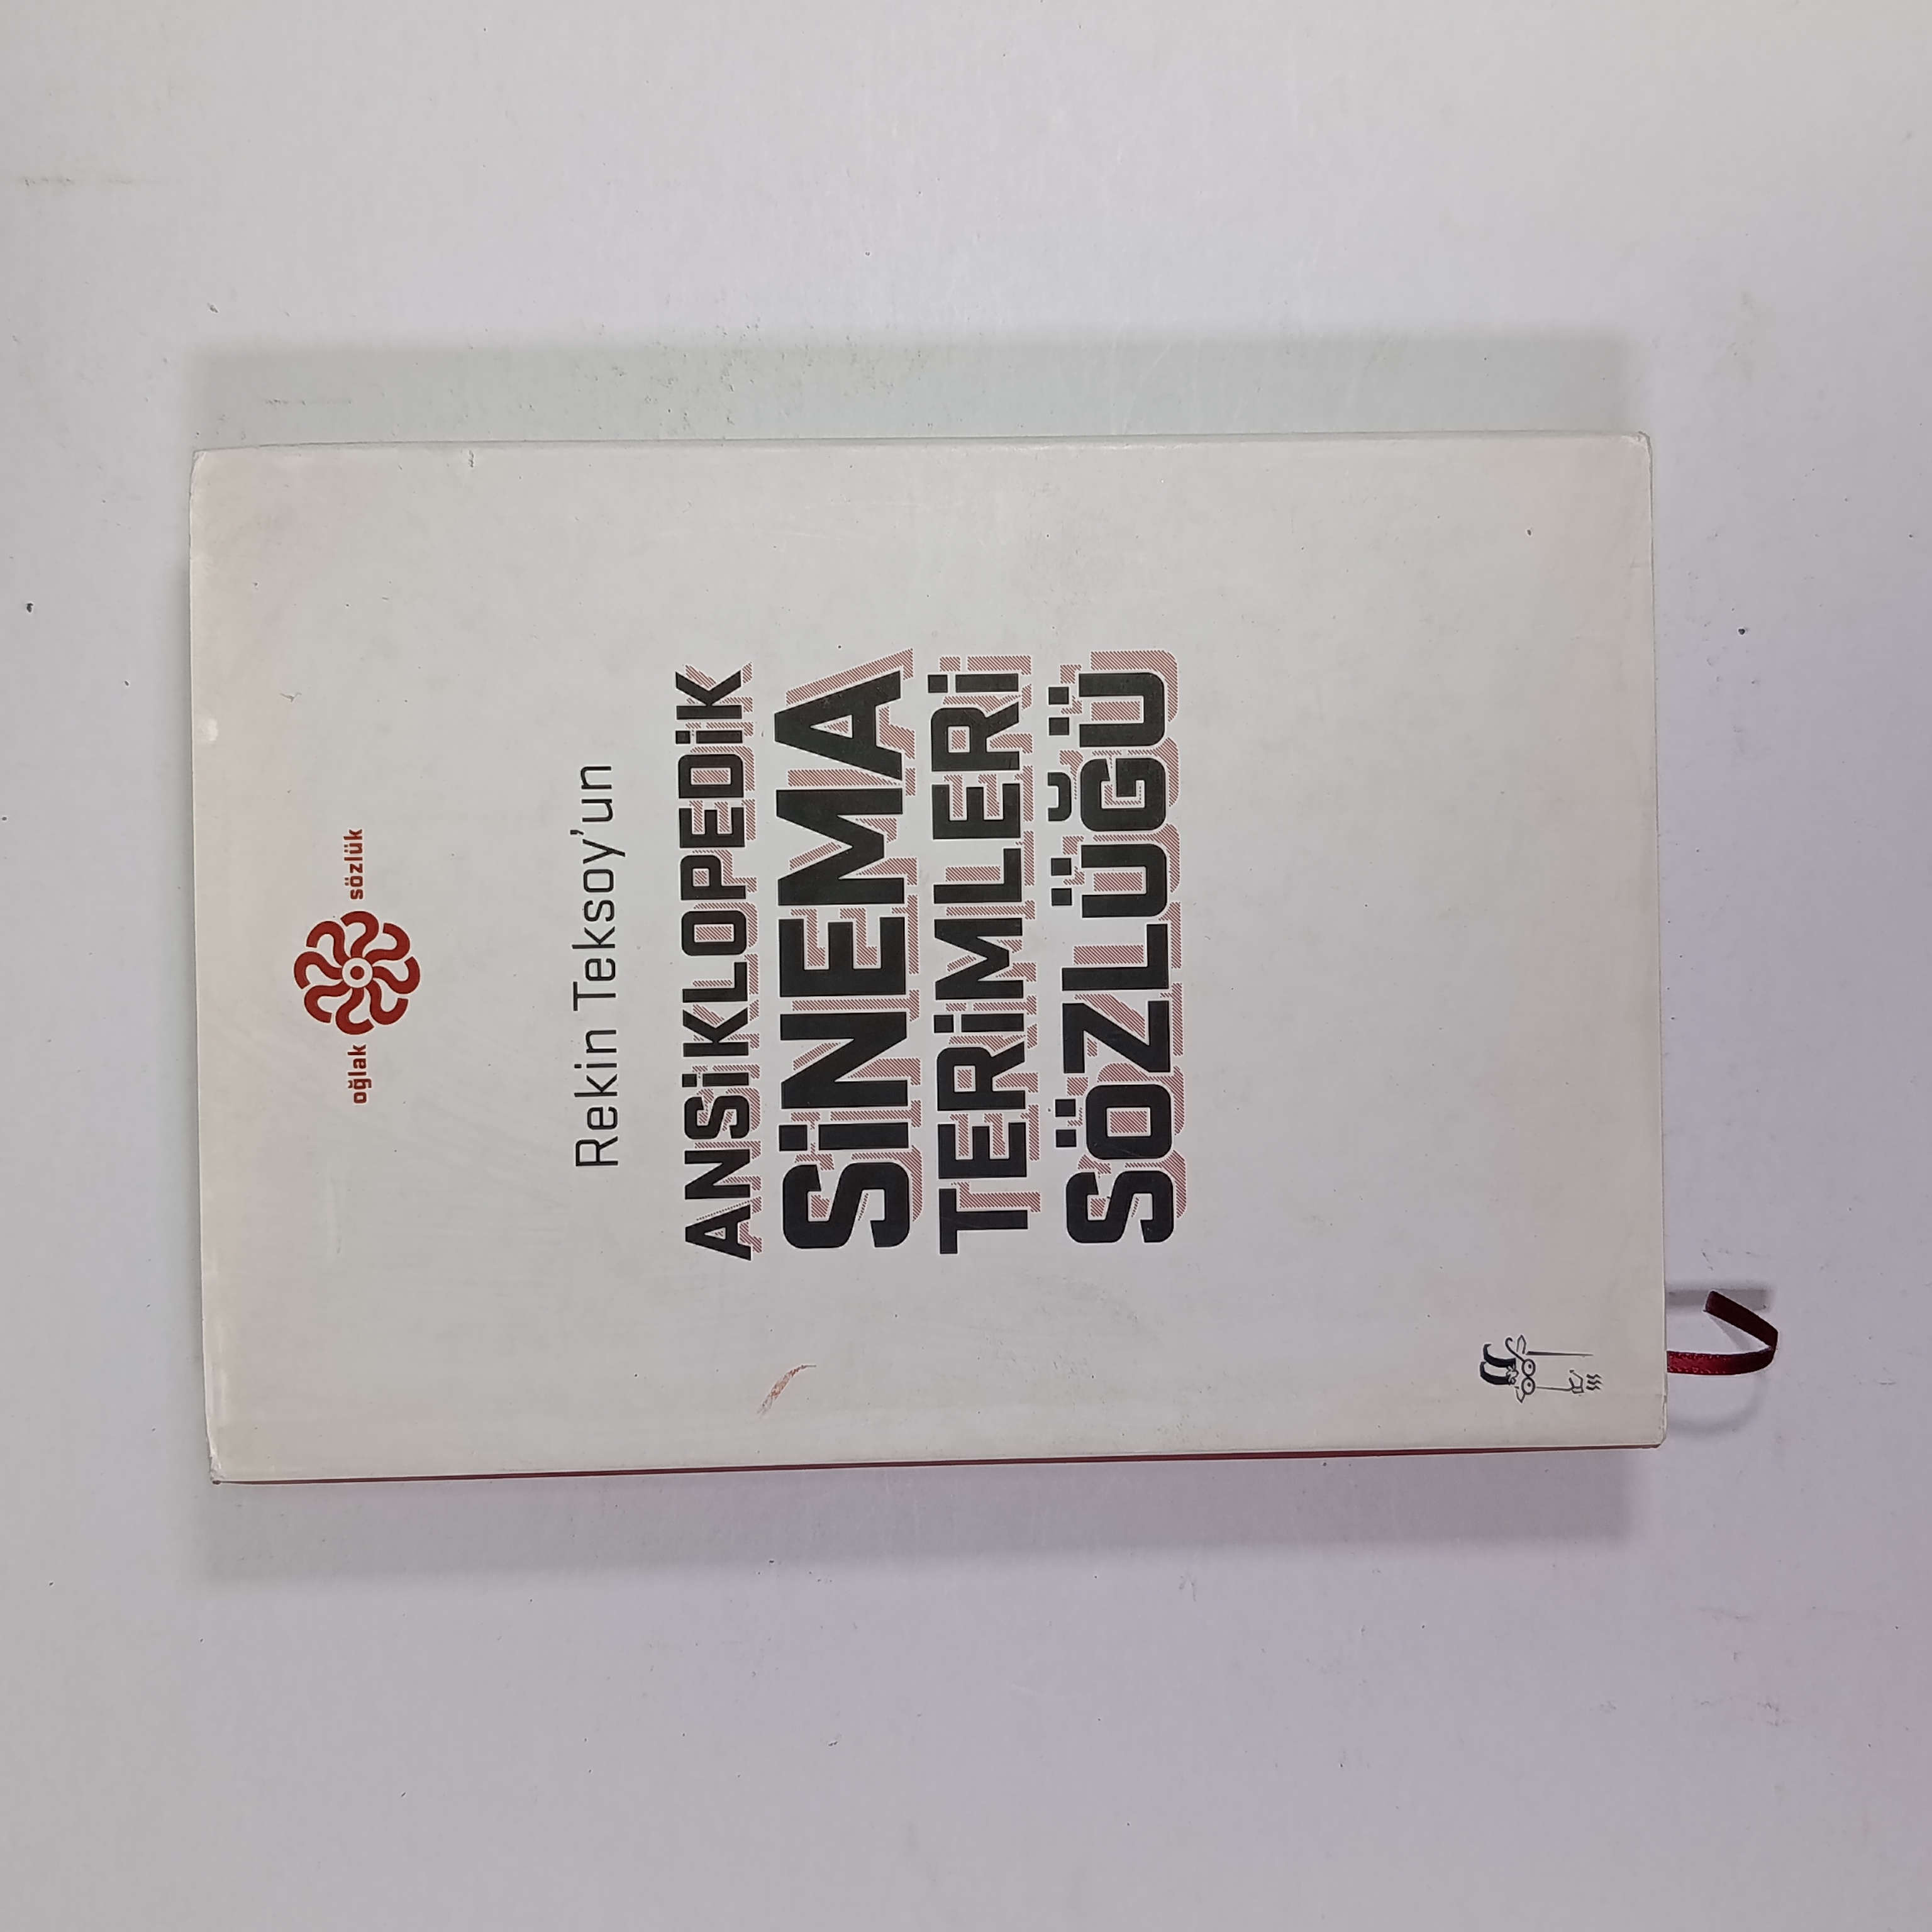 oğlak sözlük
Rekin Teksoy'un
ANSİKLOPEDİK
SİNEMA
TERİMLERİ
SÖZLÜĞÜ